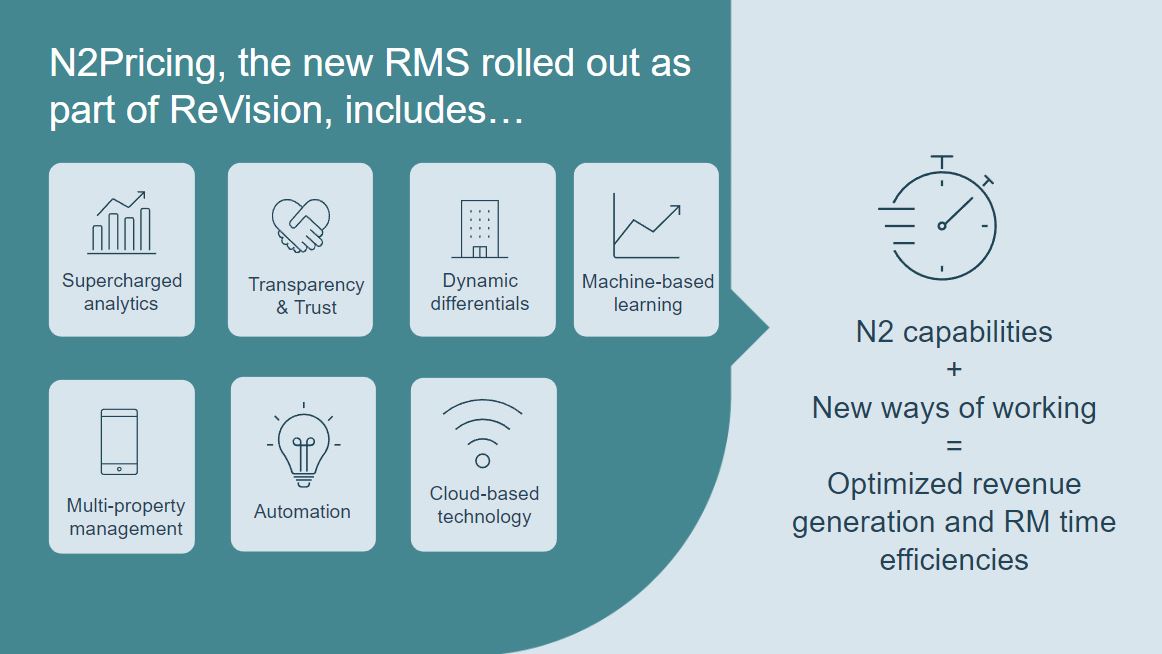 N2Pricing, the new RMS rolled out as
part of ReVision, includes…
Supercharged
analytics
Transparency
& Trust
Dynamic
differentials
Machine-based
learning
Multi-property
management
Automation
Cloud-based
technology
N2 capabilities
+
New ways of working
=
Optimized revenue
generation and RM time
efficiencies